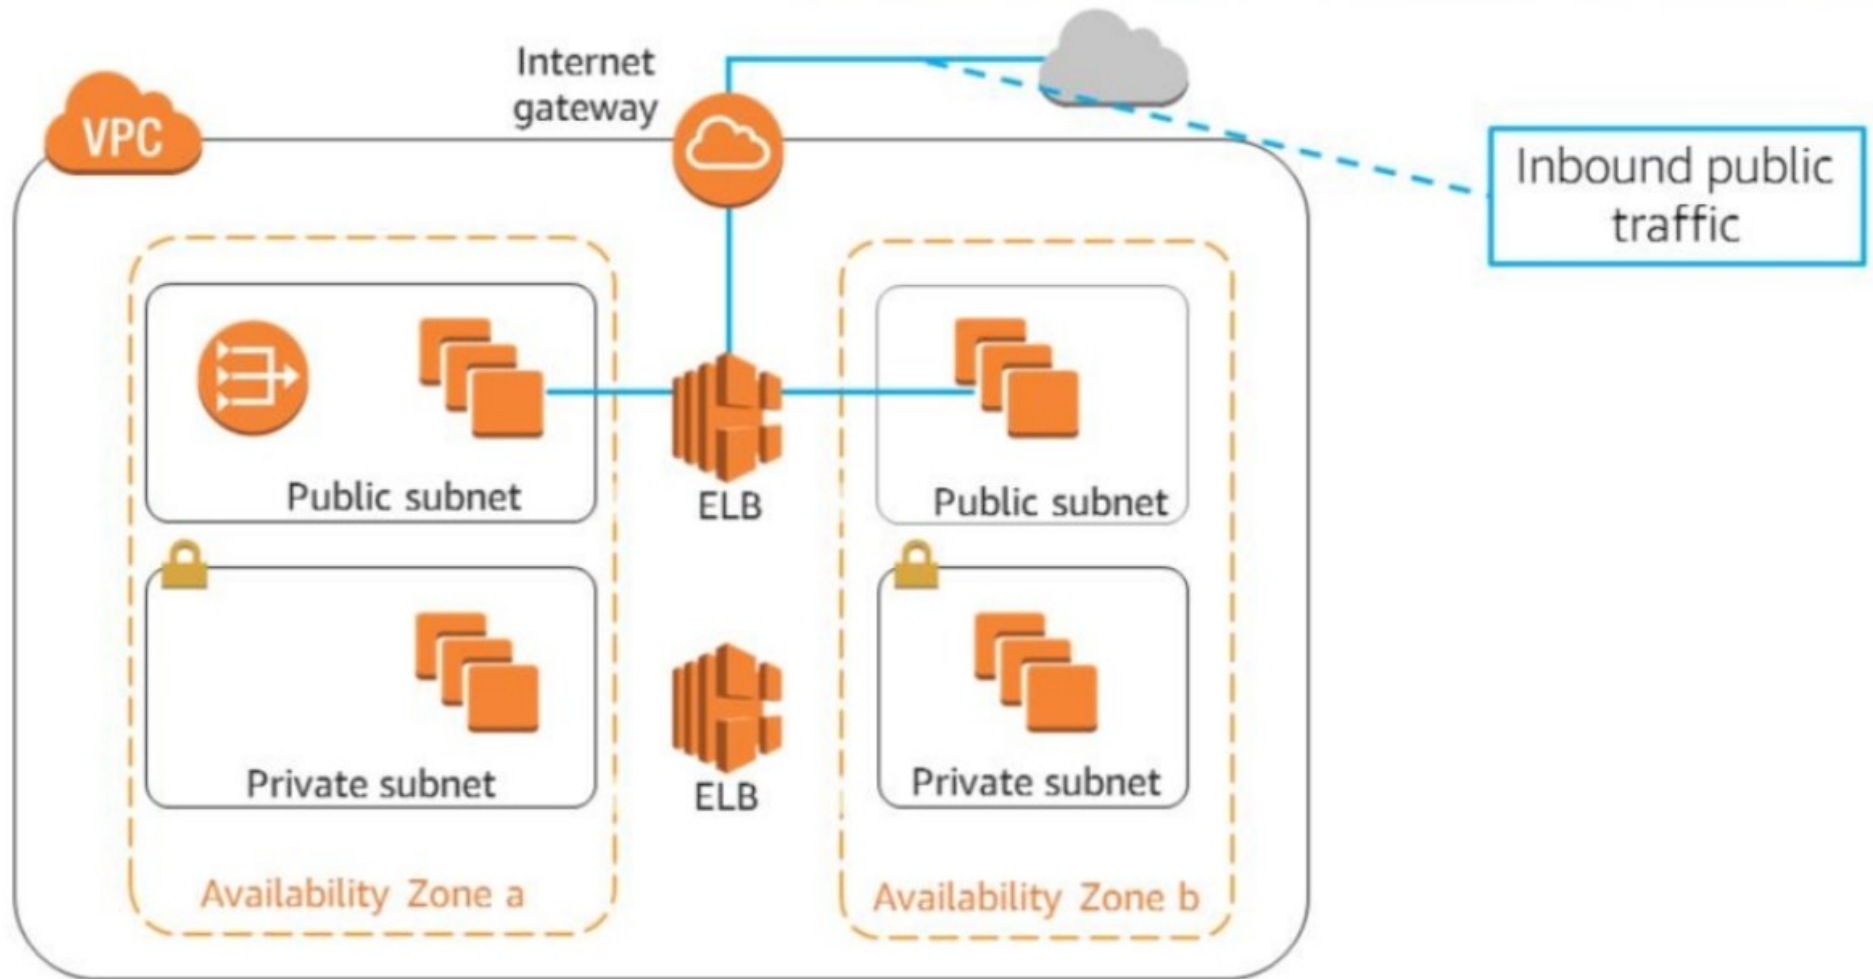 Internet
gateway
VPC
Inbound public
traffic
Public subnet
ELB
Public subnet
Private subnet
ELB
Private subnet
Availability Zone a
Availability Zone b